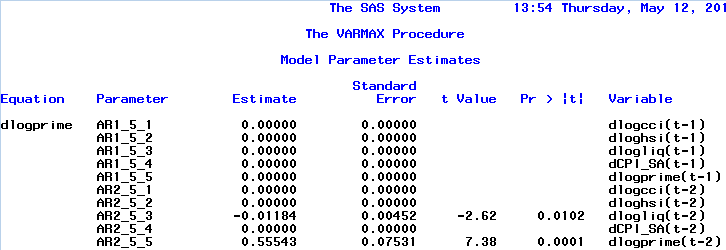 The SAS System 13:54 Thursday, May 12, 201
The VARMAX Procedure
Model Parameter Estimates
Standard
Equation Parameter Estimate Error t Value Pr > |t| Variable
dlogprime AR1_5_1 0.00000 0.00000 dlogcci(t-1)
AR1_5_2 0.00000 0.00000 dloghsi(t-1)
AR1_5_3 0.00000 0.00000 dlogliq(t-1)
AR1_5_4 0.00000 0.00000 dCPI_SA(t-1)
AR1_5_5 0.00000 0.00000 dlogprime(t-1)
AR2_5_1 0.00000 0.00000 dlogcci(t-2)
AR2_5_2 0.00000 0.00000 dloghsi(t-2)
AR2_5_3 -0.01184 0.00452 -2.62 0.0102 dlogliq(t-2)
AR2_5_4 0.00000 0.00000 dCPI_SA(t-2)
AR2_5_5 0.55543 0.07531 7.38 0.0001 dlogprime(t-2)